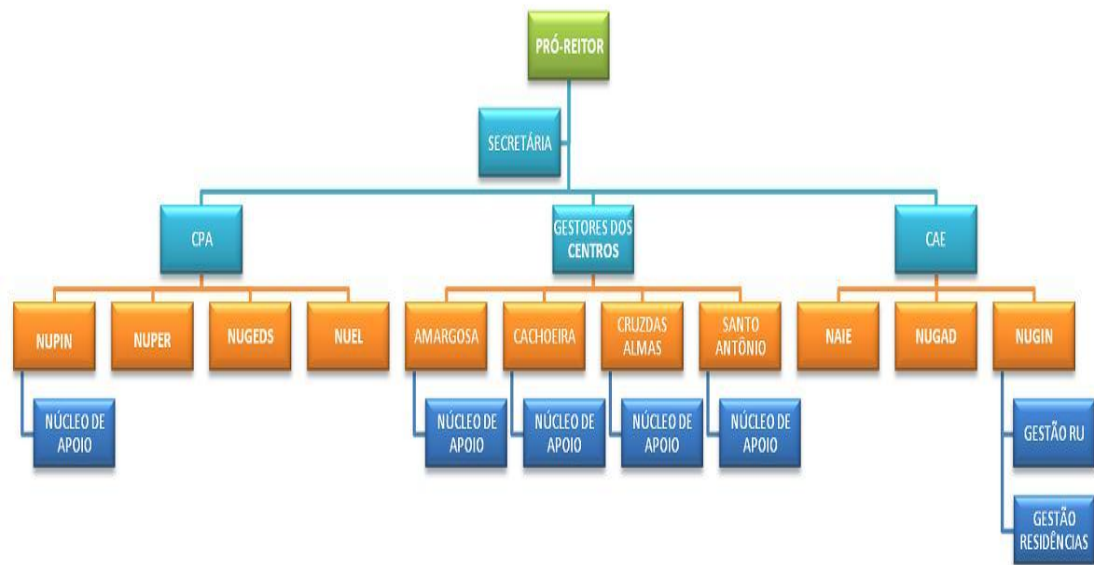 PRÓ-REITOR
SECRETÁRIA
CPA
GESTORES DOS
CENTROS
CAE
NUPIN
NUPER
NUGEDS
NUEL
AMARGOSA
CACHOEIRA
CRUZDAS
ALMAS
SANTO
ANTÔNIO
NAIE
NUGAD
NUGIN
NÚCLEO DE
APOIO
NÚCLEO DE
APOIO
NÚCLEO DE
APOIO
NÚCLEO DE
APOIO
NÚCLEO DE
APOIO
GESTÃO RU
GESTÃO
RESIDÊNCIAS